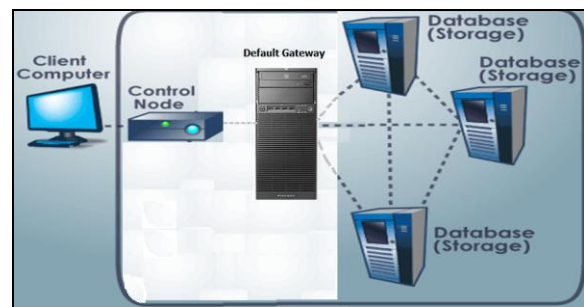 Client
Computer
Control
Node
Default Gateway
Database
(Storage)
Database
(Storage)
Database
(Storage)